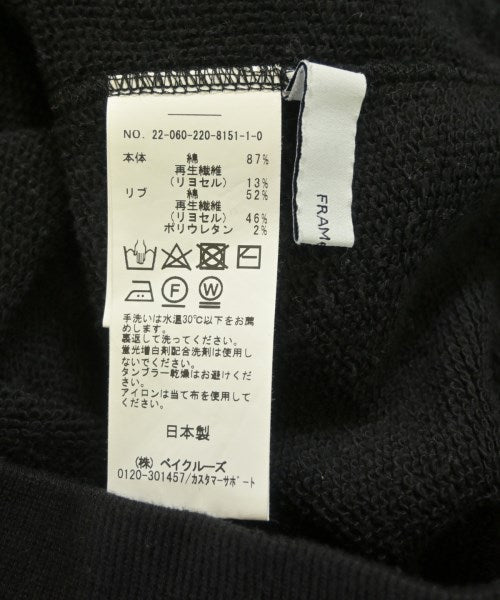 NO. 22-060-220-8151-1-0
本体 綿 87%
再生繊維
(リヨセル) 13%
リブ 綿 52%
再生繊維
(リヨセル) 46%
ポリウレタン 2%
F W
手洗いは水温30℃以下をお薦
めします。
裏返して洗ってください。
蛍光増白剤配合洗剤は使用し
ないでください。
タンブラー乾燥はお避けくだ
さい。
アイロンは当て布を使用して
ください。
日本製
(株) ベイクルーズ
0120-301457/カスタマーサポート
FRAMe